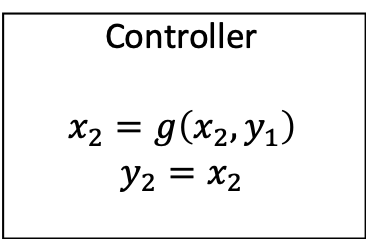 Controller
x₂ = g(x₂, y₁)
y₂ = x₂